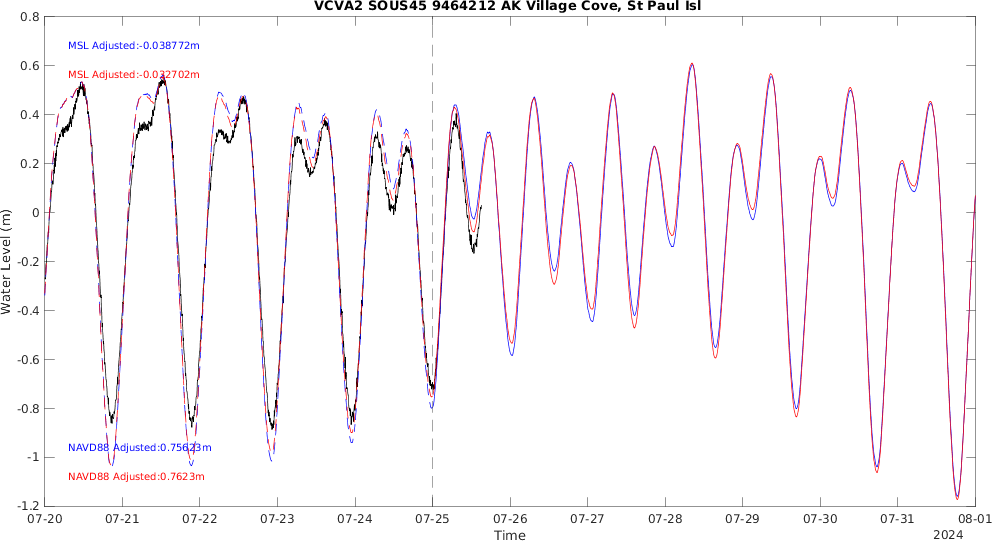 VCVA2 SOUS45 9464212 AK Village Cove, St Paul Isl
0.8
0.6
0.4
0.2
0
-0.2
-0.4
-0.6
-0.8
-1
-1.2
Water Level (m)
MSL Adjusted:-0.038772m
MSL Adjusted:-0.032702m
NAVD88 Adjusted:0.75623m
NAVD88 Adjusted:0.7623m
07-20 07-21 07-22 07-23 07-24 07-25 07-26 07-27 07-28 07-29 07-30 07-31 08-01
Time
2024